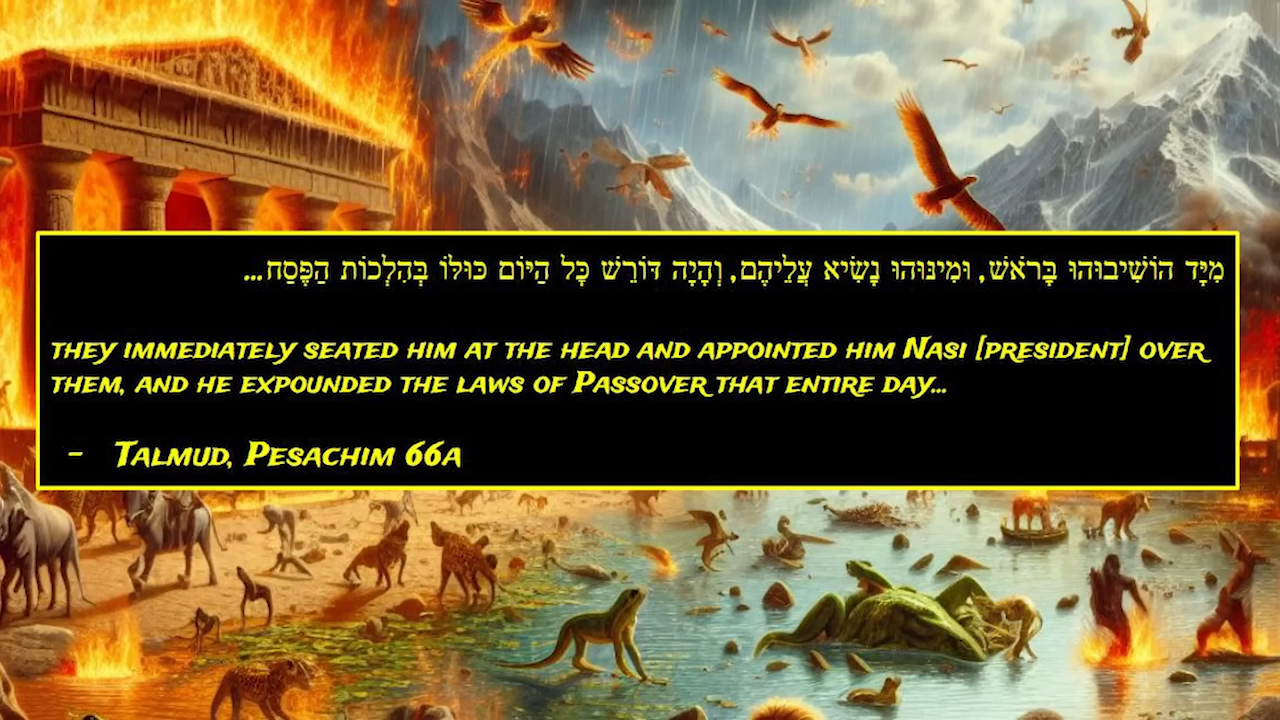 מִיָּד הוֹשִׁיבוּהוּ בָּרֹאשׁ, וּמִינּוּהוּ נָשִׂיא עֲלֵיהֶם, וְהָיָה דּוֹרֵשׁ כׇּל הַיּוֹם כּוּלּוֹ בְּהִלְכוֹת הַפֶּסַח...
they immediately seated him at the head and appointed him Nasi [president] over
them, and he expounded the laws of Passover that entire day...
- Talmud, Pesachim 66a